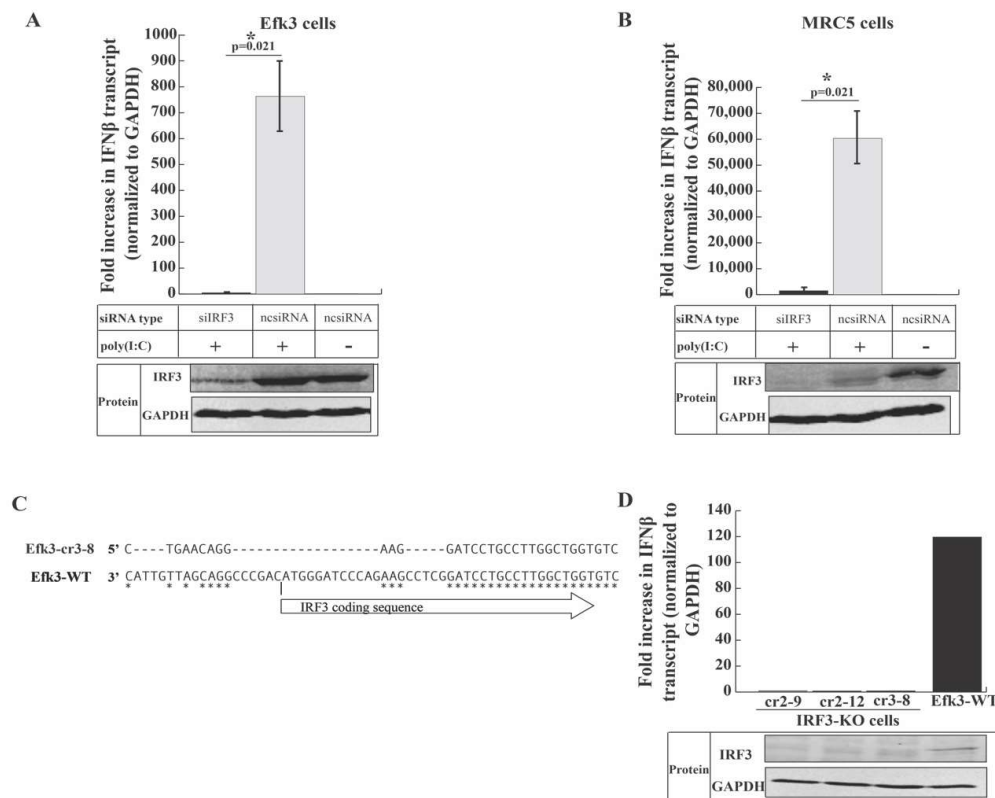 A
Efk3 cells
Fold increase in IFNβ transcript
(normalized to GAPDH)
1000
900
800
700
600
500
400
300
200
100
0
*
p=0.021
siRNA type siIRF3 ncsiRNA ncsiRNA
poly(I:C) + + -
Protein
IRF3
GAPDH
B
MRC5 cells
Fold increase in IFNβ transcript
(normalized to GAPDH)
80,000
70,000
60,000
50,000
40,000
30,000
20,000
10,000
0
*
p=0.021
siRNA type siIRF3 ncsiRNA ncsiRNA
poly(I:C) + + -
Protein
IRF3
GAPDH
C
Efk3-cr3-8 5’ C----TGAACAGG----------------AAG-----GATCCTGCCTTGGCTGGTGTC
Efk3-WT 3’ CATTGTTAGCAGGCCCGACATGGGATCCCAGAAGCCTCGGATCCTGCCTTGGCTGGTGTC
* * * **** *** *********************
IRF3 coding sequence
D
Fold increase in IFNβ
transcript (normalized to
GAPDH)
140
120
100
80
60
40
20
0
cr2-9 cr2-12 cr3-8 Efk3-WT
IRF3-KO cells
Protein
IRF3
GAPDH